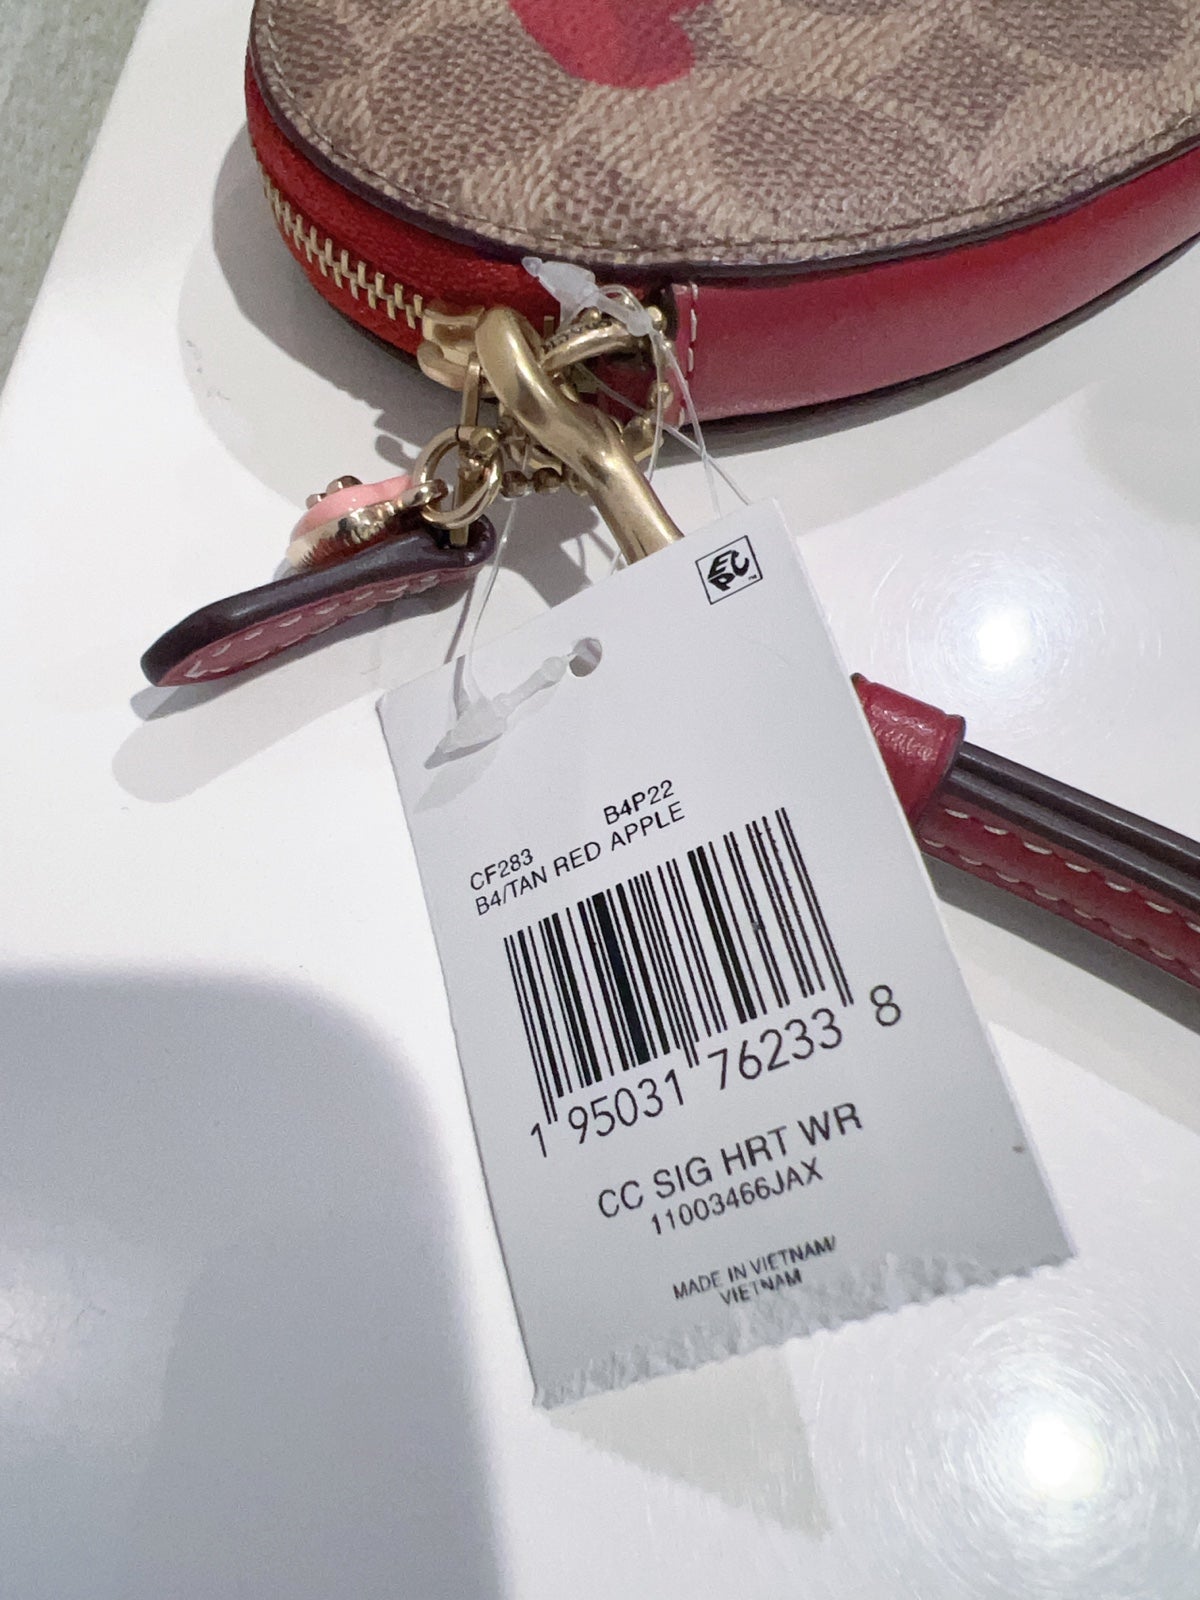 EPC™
B4P22
CF283
B4/TAN RED APPLE
1 95031 76233 8
CC SIG HRT WR
11003466JAX
MADE IN VIETNAM/
VIETNAM